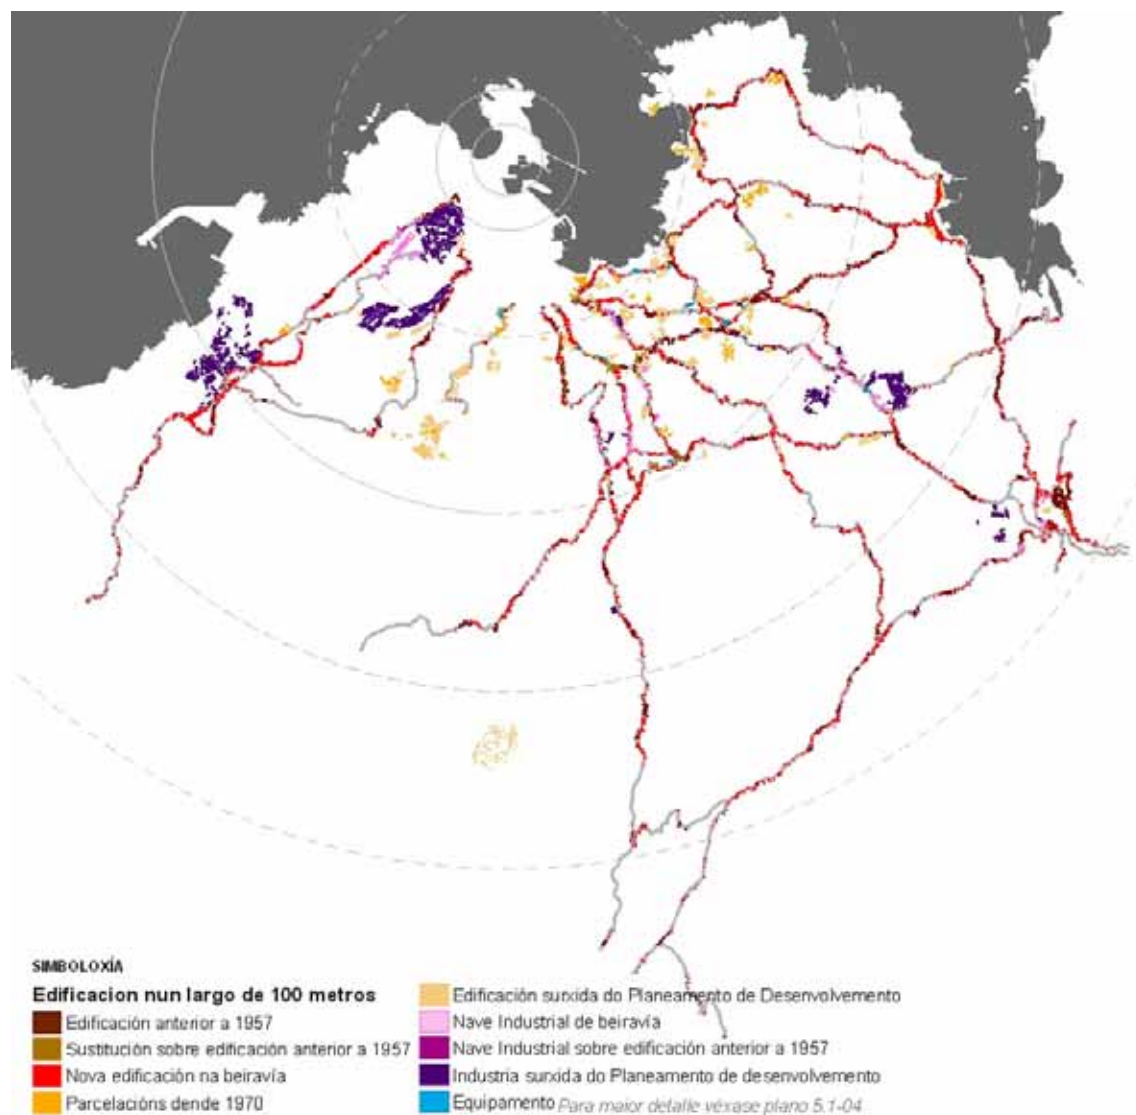 SIMBOLOXÍA
Edificacion nun largo de 100 metros
Edificación anterior a 1957
Sustitución sobre edificación anterior a 1957
Nova edificación na beiravía
Parcelacións dende 1970
Edificación surxida do Planeamento de Desenvolvemento
Nave Industrial de beiravía
Nave Industrial sobre edificación anterior a 1957
Industria surxida do Planeamento de desenvolvemento
Equipamento Para maior detalle véxase plano 5.1-04